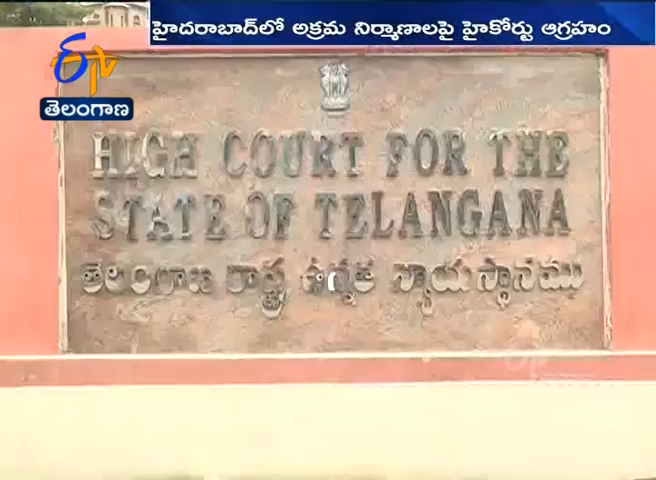 హైదరాబాద్‌లో అక్రమ నిర్మాణాలపై హైకోర్టు ఆగ్రహం
etv
తెలంగాణ
HIGH COURT FOR THE
STATE OF TELANGANA
తెలంగాణ రాష్ట్ర ఉన్నత న్యాయస్థానము